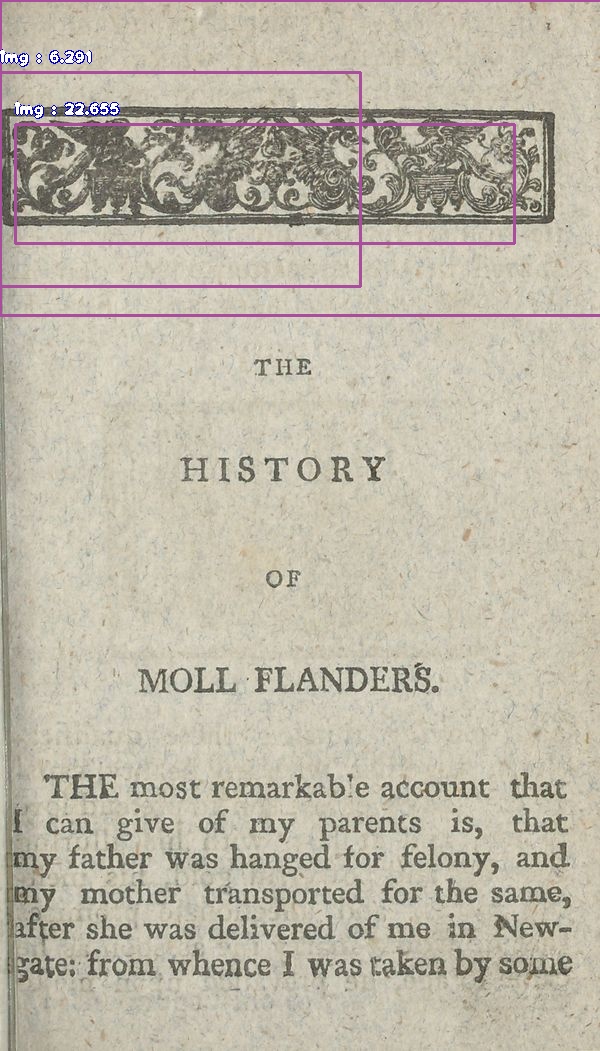 Img : 6.291
Img : 22.655
THE
HISTORY
OF
MOLL FLANDERS.
THE most remarkable account that
I can give of my parents is, that
my father was hanged for felony, and
my mother transported for the same,
after she was delivered of me in New-
gate: from whence I was taken by some